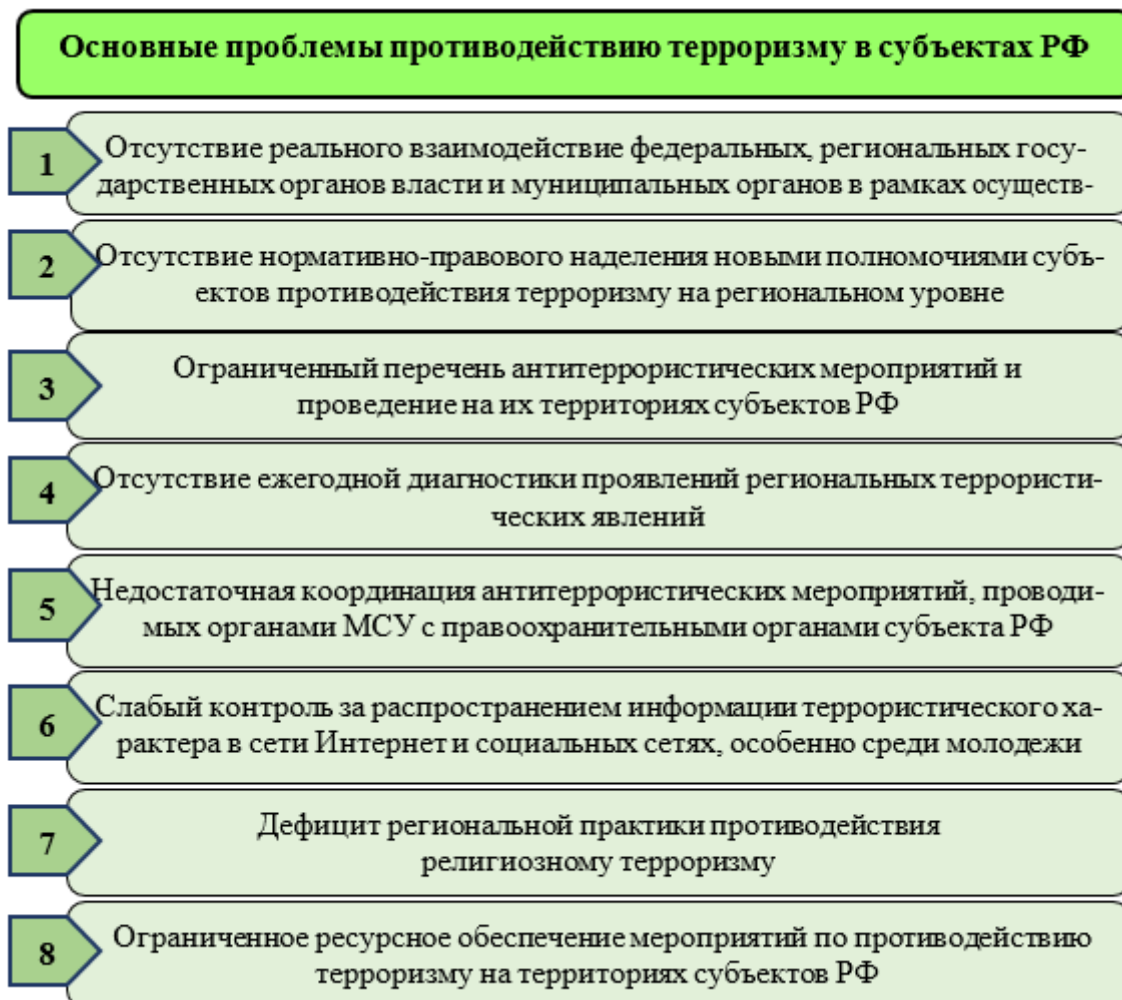 Основные проблемы противодействию терроризму в субъектах РФ
1
Отсутствие реального взаимодействие федеральных, региональных госу-
дарственных органов власти и муниципальных органов в рамках осуществ-
2
Отсутствие нормативно-правового наделения новыми полномочиями субъ-
ектов противодействия терроризму на региональном уровне
3
Ограниченный перечень антитеррористических мероприятий и
проведение на их территориях субъектов РФ
4
Отсутствие ежегодной диагностики проявлений региональных террористи-
ческих явлений
5
Недостаточная координация антитеррористических мероприятий, проводи-
мых органами МСУ с правоохранительными органами субъекта РФ
6
Слабый контроль за распространением информации террористического ха-
рактера в сети Интернет и социальных сетях, особенно среди молодежи
7
Дефицит региональной практики противодействия
религиозному терроризму
8
Ограниченное ресурсное обеспечение мероприятий по противодействию
терроризму на территориях субъектов РФ